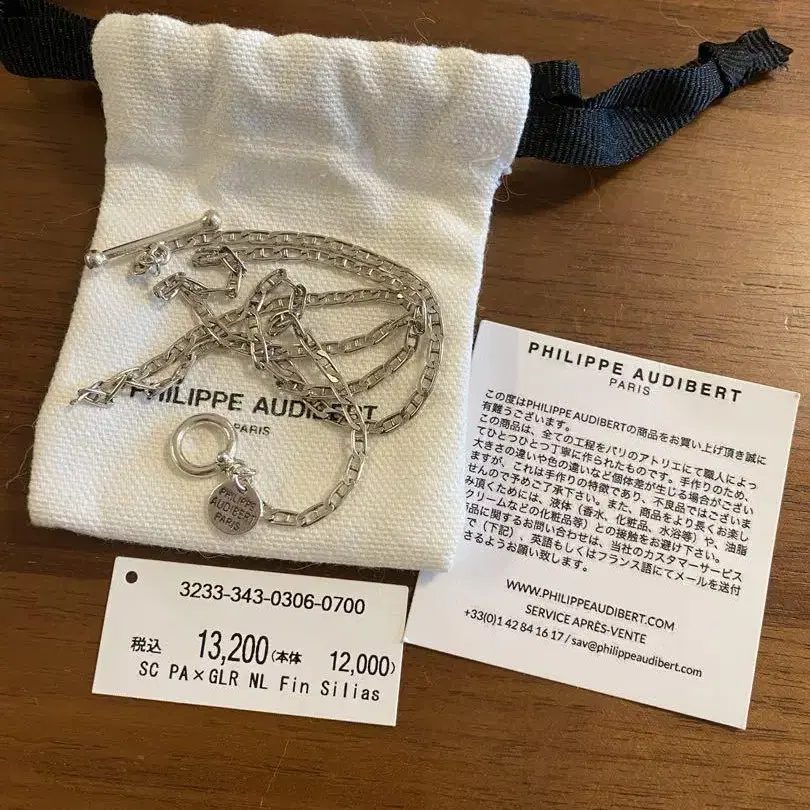 PHILIPPE AUDIBERT
PARIS
PHILIPPE
AUDIBERT
PARIS
3233-343-0306-0700
税込 13,200(本体 12,000)
SC PA×GLR NL Fin Silias
PHILIPPE AUDIBERT
PARIS
この度はPHILIPPE AUDIBERTの商品をお買い上げ頂き誠に
有難うございます。
この商品は、全ての工程をパリのアトリエにて職人によっ
てひとつひとつ丁寧に作られたものです。手作りのため、
大きさの違いや色の違いなど個体差が生じる場合がござい
ますが、これは手作りの特徴であり、不良品ではございま
せんので予めご了承下さい。また、商品をより長くお楽し
み頂くためには、液体（香水、化粧品、水浴等）や、油脂
クリームなどの化粧品等）との接触をお避け下さい。
品に関するお問い合わせは、当社のカスタマーサービス
で（下記）、英語もしくはフランス語にてメールを送付
さるようお願い致します。
WWW.PHILIPPEAUDIBERT.COM
SERVICE APRÈS-VENTE
+33(0)1 42 84 16 17 / sav@philippeaudibert.com